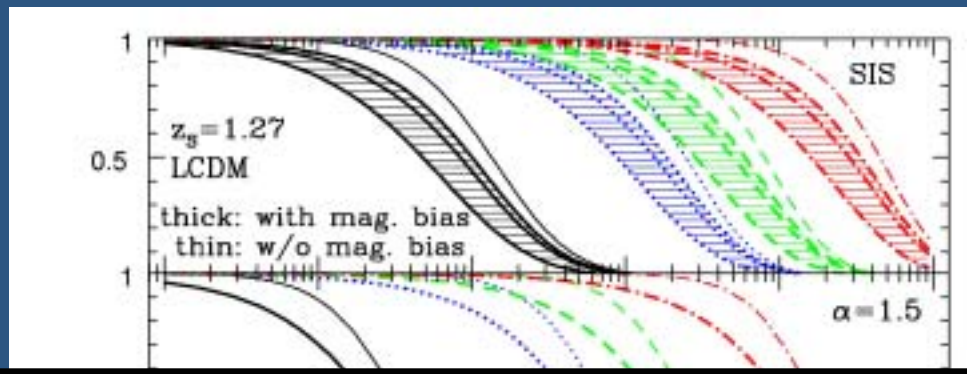 1
SIS
z_s=1.27
0.5
LCDM
thick: with mag. bias
thin: w/o mag. bias
1
α=1.5